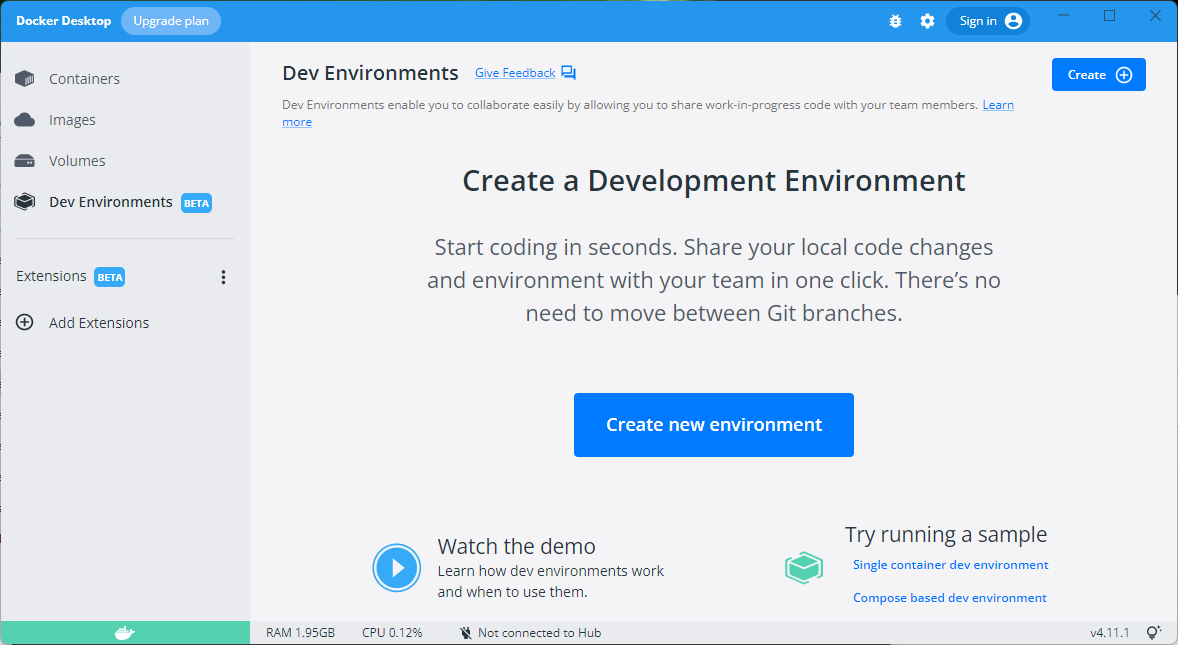 Docker Desktop Upgrade plan Sign in
Containers
Images
Volumes
Dev Environments BETA
Extensions BETA
Add Extensions
Dev Environments Give Feedback Create
Dev Environments enable you to collaborate easily by allowing you to share work-in-progress code with your team members. Learn
more
Create a Development Environment
Start coding in seconds. Share your local code changes
and environment with your team in one click. There’s no
need to move between Git branches.
Create new environment
Watch the demo
Learn how dev environments work
and when to use them.
Try running a sample
Single container dev environment
Compose based dev environment
RAM 1.95GB CPU 0.12% Not connected to Hub v4.11.1